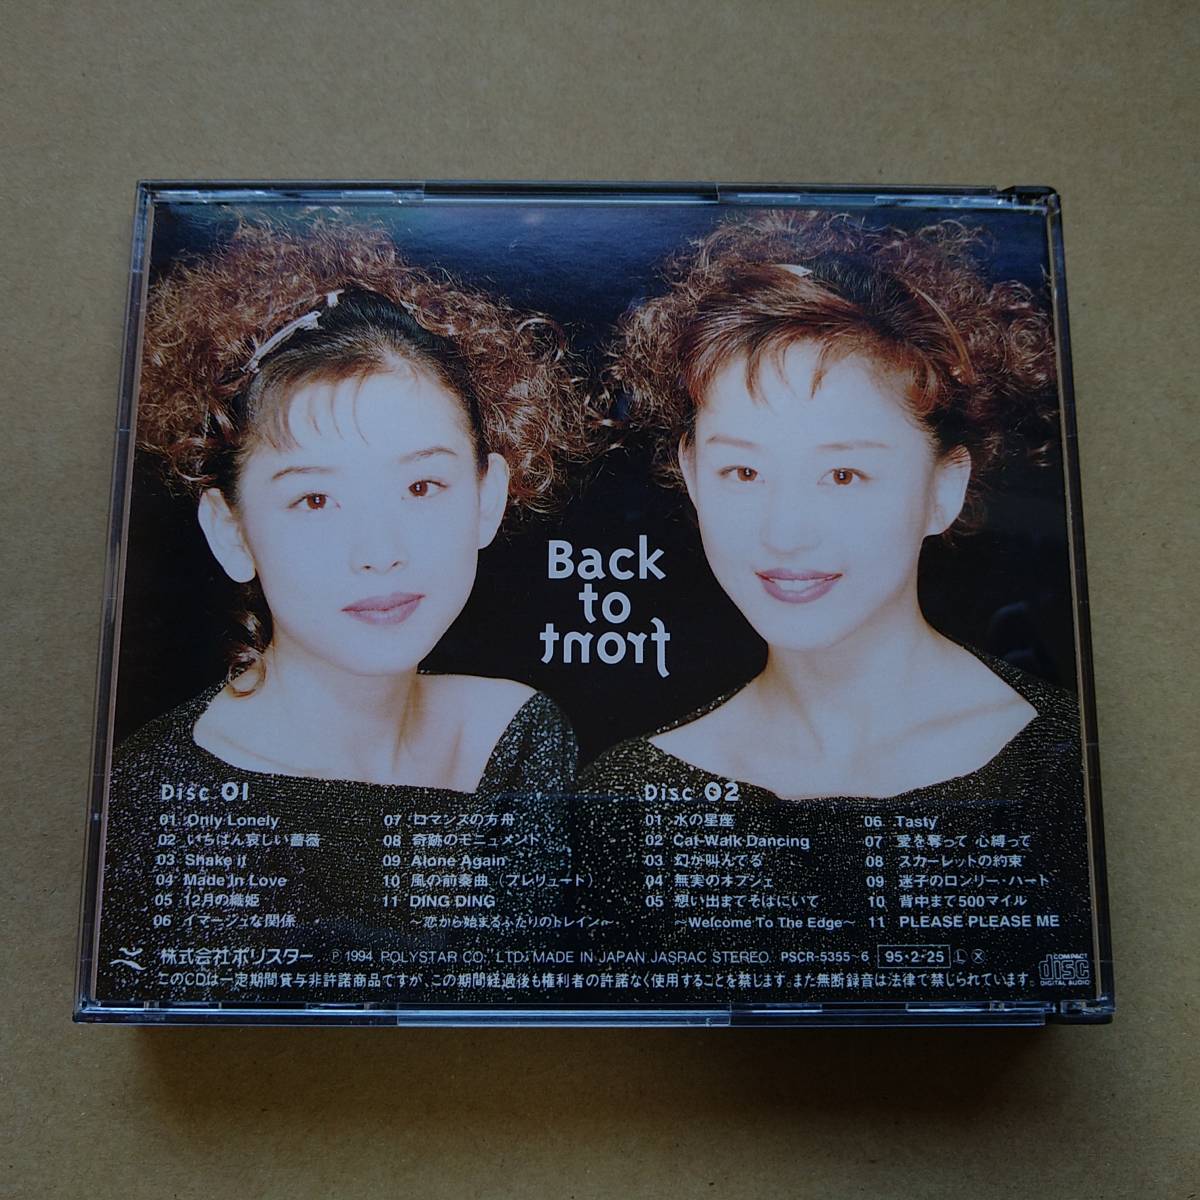 Back
to
front
Disc 01
01 Only Lonely
02 いちばん哀しい薔薇
03 Shake it
04 Made In Love
05 12月の織姫
06 イマージュな関係
07 ロマンスの方舟
08 奇跡のモニュメント
09 Alone Again
10 風の前奏曲（プレリュード）
11 DING DING
～恋から始まるふたりのトレイン～
Disc 02
01 水の星座
02 Cat-Walk Dancing
03 幻が叫んでる
04 無実のオブジェ
05 想い出までそばにいて
～Welcome To The Edge～
06 Tasty
07 愛を奪って 心縛って
08 スカーレットの約束
09 迷子のロンリー・ハート
10 背中まで500マイル
11 PLEASE PLEASE ME
株式会社ポリスター Ⓟ 1994 POLYSTAR CO., LTD. MADE IN JAPAN JASRAC STEREO. PSCR-5355～6 95・2・25 Ⓛ Ⓧ
このCDは一定期間貸与非許諾商品ですが、この期間経過後も権利者の許諾なく使用することを禁じます。また無断録音は法律で禁じられています。
COMPACT
disc
DIGITAL AUDIO